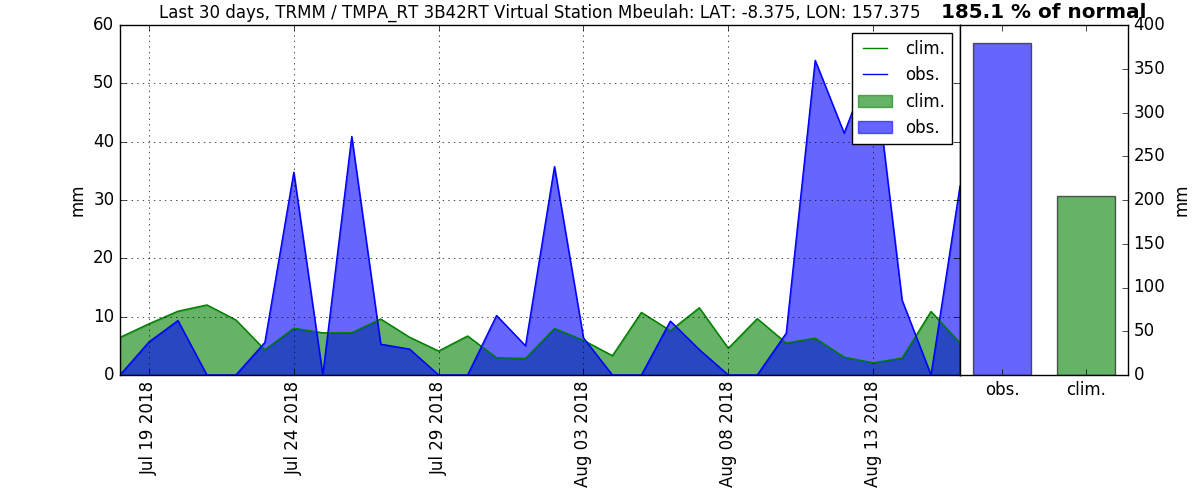 Last 30 days, TRMM / TMPA_RT 3B42RT Virtual Station Mbeulah: LAT: -8.375, LON: 157.375
185.1 % of normal
60
50
40
30
20
10
0
mm
clim.
obs.
clim.
obs.
Jul 19 2018
Jul 24 2018
Jul 29 2018
Aug 03 2018
Aug 08 2018
Aug 13 2018
400
350
300
250
200
150
100
50
0
mm
obs.
clim.